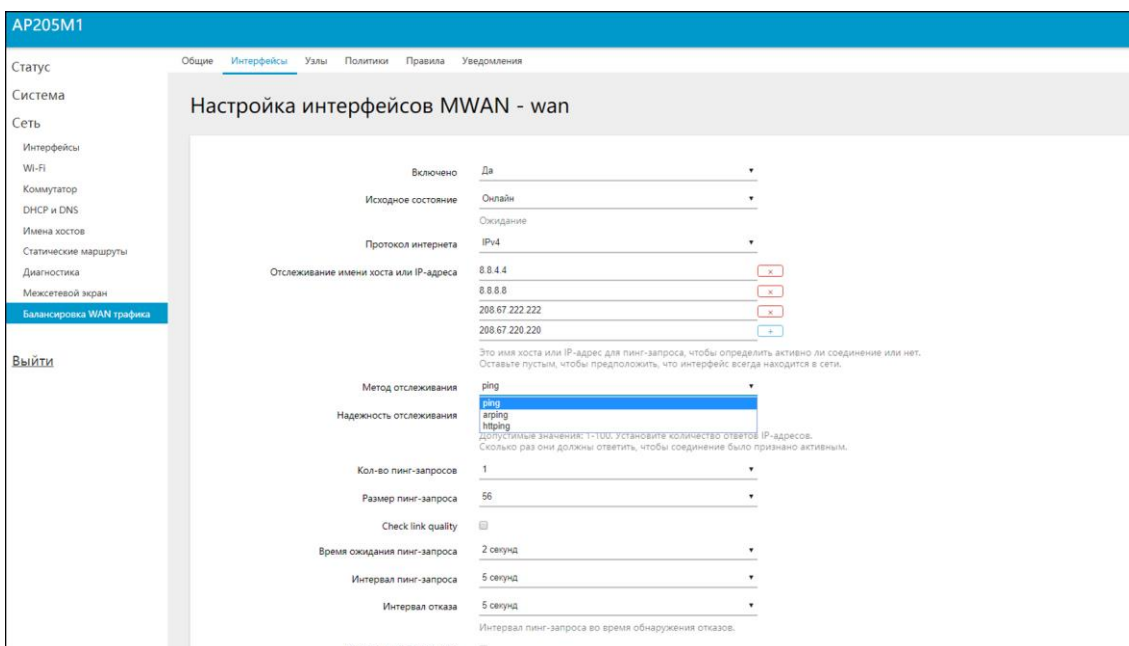 AP205M1
Статус
Система
Сеть
Интерфейсы
Wi-Fi
Коммутатор
DHCP и DNS
Имена хостов
Статические маршруты
Диагностика
Межсетевой экран
Балансировка WAN трафика
Выйти
Общие Интерфейсы Узлы Политики Правила Уведомления
Настройка интерфейсов MWAN - wan
Включено Да
Исходное состояние Онлайн
Ожидание
Протокол интернета IPv4
Отслеживание имени хоста или IP-адреса 8.8.4.4 ×
8.8.8.8 ×
208.67.222.222 ×
208.67.220.220 +
Это имя хоста или IP-адрес для пинг-запроса, чтобы определить активно ли соединение или нет.
Оставьте пустым, чтобы предположить, что интерфейс всегда находится в сети.
Метод отслеживания ping
ping
Надежность отслеживания arping
httping
Допустимые значения: 1-100. Установите количество ответов IP-адресов.
Сколько раз они должны ответить, чтобы соединение было признано активным.
Кол-во пинг-запросов 1
Размер пинг-запроса 56
Check link quality
Время ожидания пинг-запроса 2 секунд
Интервал пинг-запроса 5 секунд
Интервал отказа 5 секунд
Интервал пинг-запроса во время обнаружения отказов.